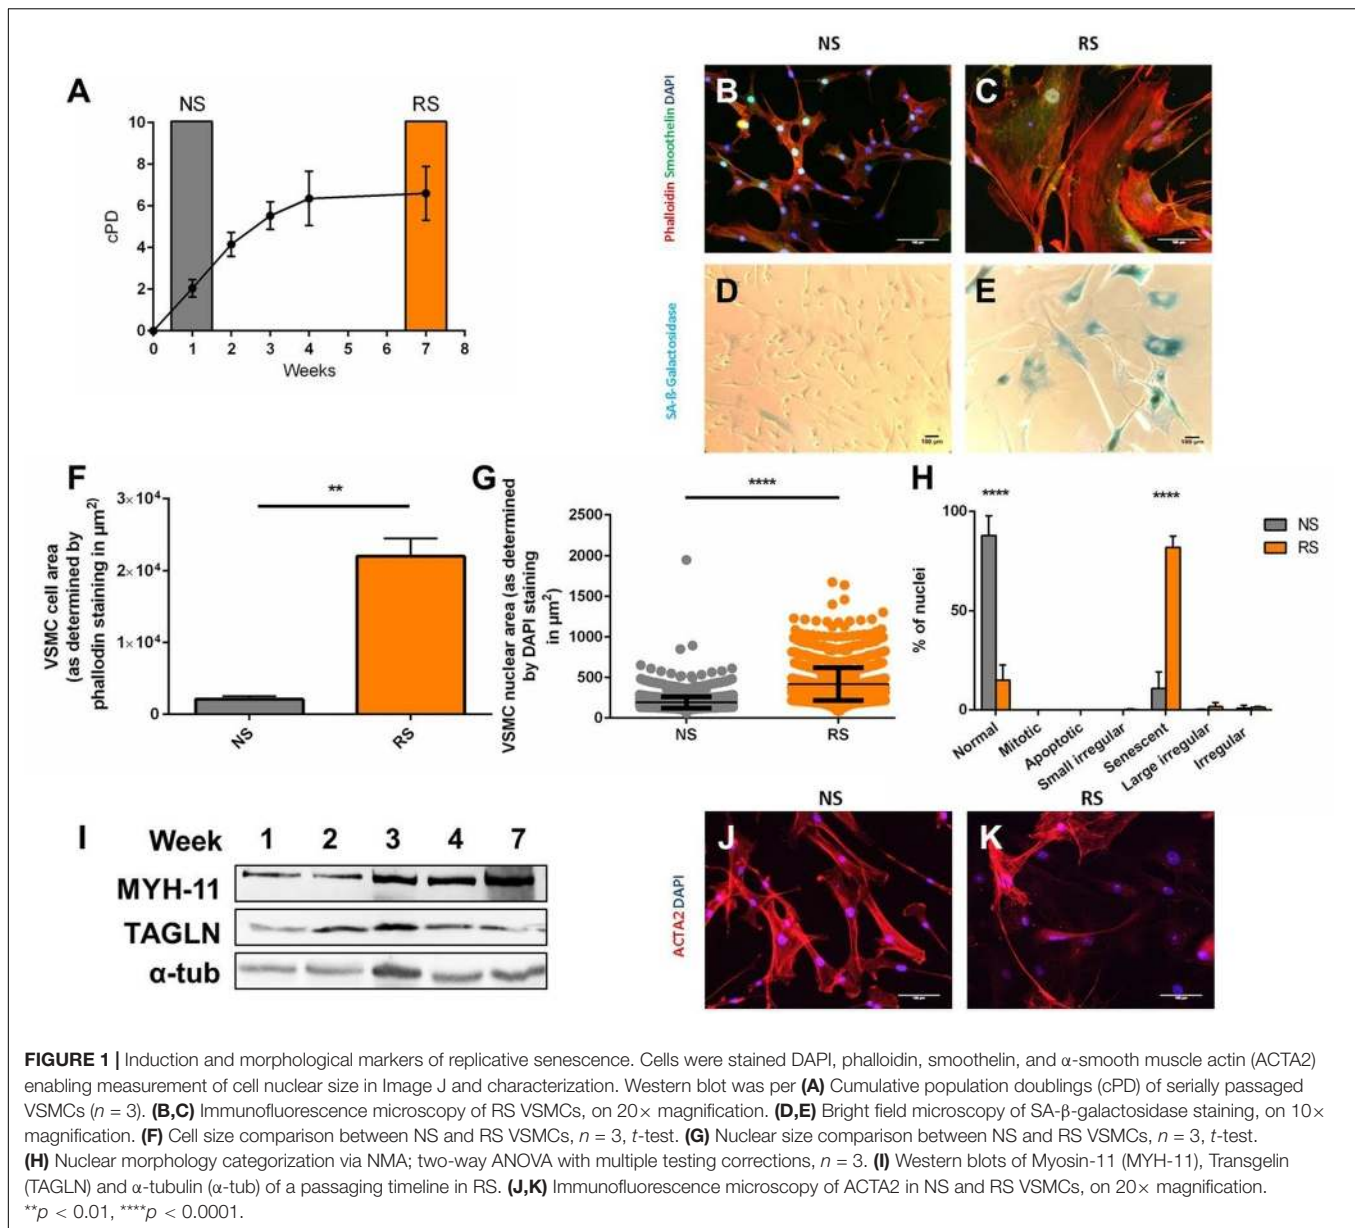 NS RS
A
NS RS
10
8
6
4
2
0
cPD
0 1 2 3 4 5 6 7 8
Weeks
Phalloidin Smoothelin DAPI
B
C
SA-ß-Galactosidase
D
100 µm
E
100 µm
F
VSMC cell area
(as determined by
phallodin staining in µm²)
3×10⁴
2×10⁴
1×10⁴
0
**
NS RS
G
VSMC nuclear area (as determined
by DAPI staining
in µm²)
2500
2000
1500
1000
500
0
****
NS RS
H
% of nuclei
100
50
0
**** ****
NS
RS
Normal
Mitotic
Apoptotic
Small irregular
Senescent
Large irregular
Irregular
I
Week 1 2 3 4 7
MYH-11
TAGLN
α-tub
NS RS
ACTA2 DAPI
J
K
FIGURE 1 | Induction and morphological markers of replicative senescence. Cells were stained DAPI, phalloidin, smoothelin, and α-smooth muscle actin (ACTA2)
enabling measurement of cell nuclear size in Image J and characterization. Western blot was per (A) Cumulative population doublings (cPD) of serially passaged
VSMCs (n = 3). (B,C) Immunofluorescence microscopy of RS VSMCs, on 20× magnification. (D,E) Bright field microscopy of SA-β-galactosidase staining, on 10×
magnification. (F) Cell size comparison between NS and RS VSMCs, n = 3, t-test. (G) Nuclear size comparison between NS and RS VSMCs, n = 3, t-test.
(H) Nuclear morphology categorization via NMA; two-way ANOVA with multiple testing corrections, n = 3. (I) Western blots of Myosin-11 (MYH-11), Transgelin
(TAGLN) and α-tubulin (α-tub) of a passaging timeline in RS. (J,K) Immunofluorescence microscopy of ACTA2 in NS and RS VSMCs, on 20× magnification.
**p < 0.01, ****p < 0.0001.